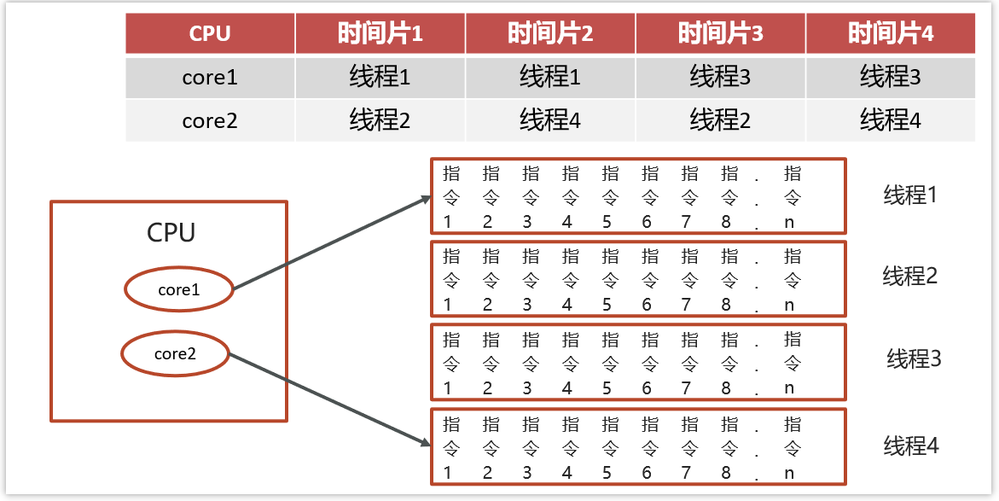 CPU 时间片1 时间片2 时间片3 时间片4
core1 线程1 线程1 线程3 线程3
core2 线程2 线程4 线程2 线程4
CPU
core1
core2
指 指 指 指 指 指 指 指 . 指
令 令 令 令 令 令 令 令 . 令
1 2 3 4 5 6 7 8 . n
线程1
指 指 指 指 指 指 指 指 . 指
令 令 令 令 令 令 令 令 . 令
1 2 3 4 5 6 7 8 . n
线程2
指 指 指 指 指 指 指 指 . 指
令 令 令 令 令 令 令 令 . 令
1 2 3 4 5 6 7 8 . n
线程3
指 指 指 指 指 指 指 指 . 指
令 令 令 令 令 令 令 令 . 令
1 2 3 4 5 6 7 8 . n
线程4